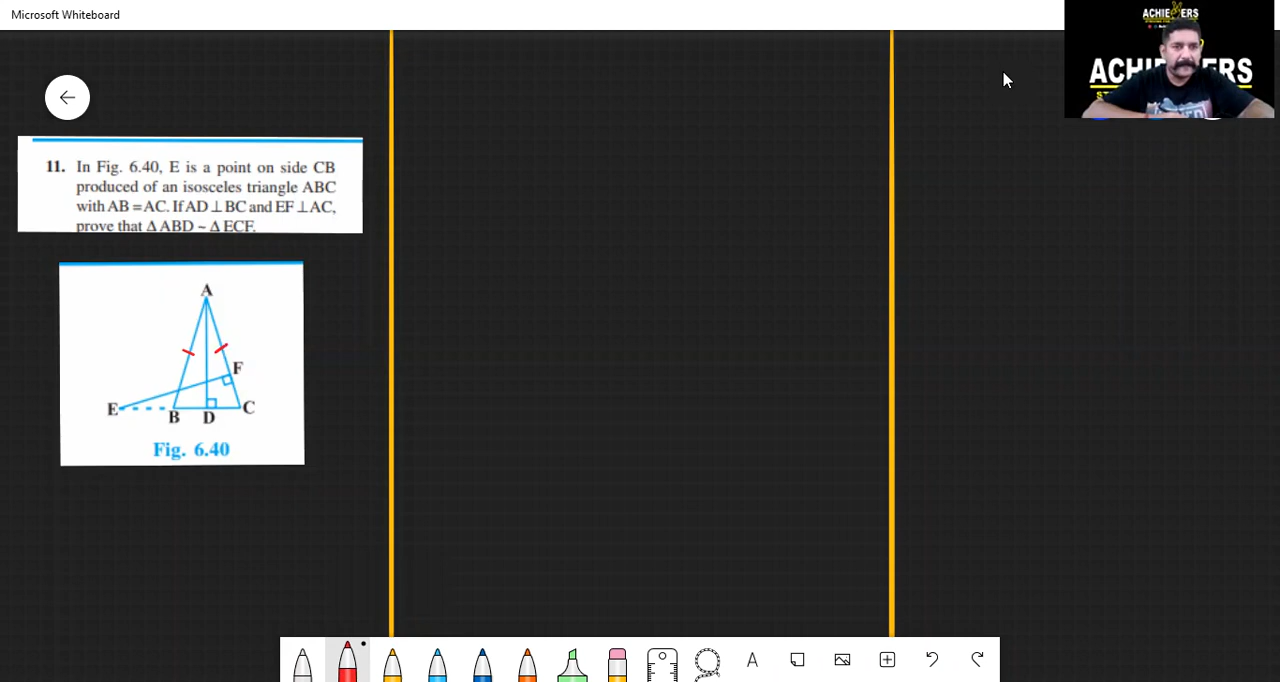 Microsoft Whiteboard
ACHIEVERS
ACHIEVERS
11. In Fig. 6.40, E is a point on side CB
produced of an isosceles triangle ABC
with AB = AC. If AD ⊥ BC and EF ⊥ AC,
prove that Δ ABD ~ Δ ECF.
A
F
E
B
D
C
Fig. 6.40
A